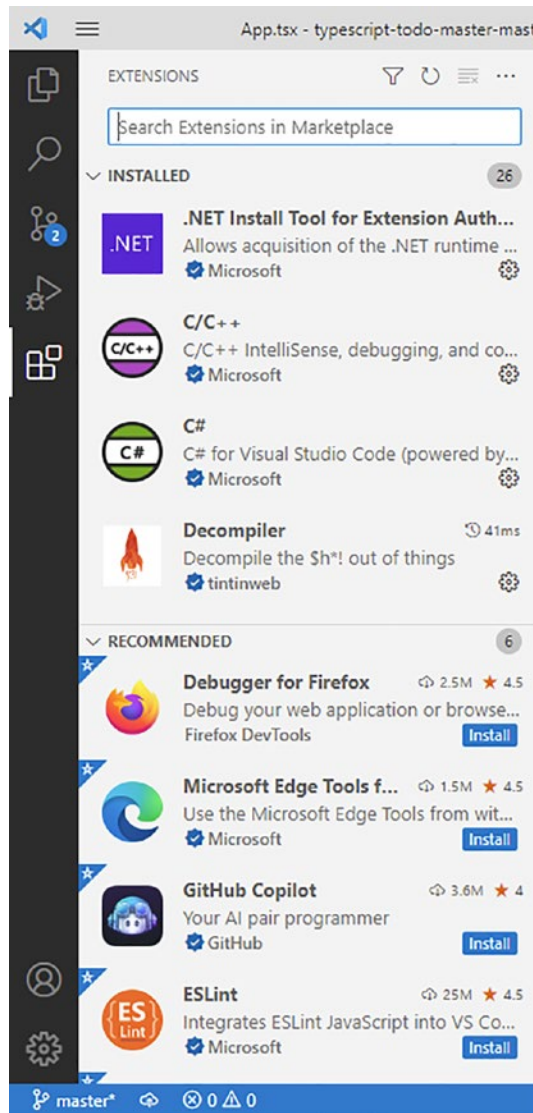 App.tsx - typescript-todo-master-mast
EXTENSIONS
Search Extensions in Marketplace
INSTALLED 26
.NET
.NET Install Tool for Extension Auth...
Allows acquisition of the .NET runtime ...
Microsoft
C/C++
C/C++
C/C++ IntelliSense, debugging, and co...
Microsoft
C#
C#
C# for Visual Studio Code (powered by...
Microsoft
Decompiler 41ms
Decompile the $h*! out of things
tintinweb
RECOMMENDED 6
Debugger for Firefox 2.5M ★ 4.5
Debug your web application or browse...
Firefox DevTools Install
Microsoft Edge Tools f... 1.5M ★ 4.5
Use the Microsoft Edge Tools from wit...
Microsoft Install
GitHub Copilot 3.6M ★ 4
Your AI pair programmer
GitHub Install
ES
Lint
ESLint 25M ★ 4.5
Integrates ESLint JavaScript into VS Co...
Microsoft Install
2
master* 0 0